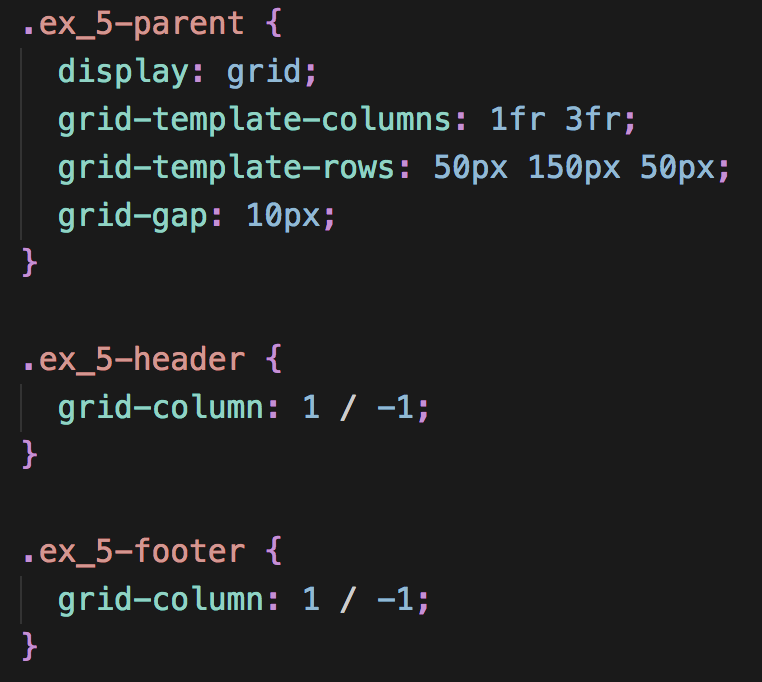 .ex_5-parent {
  display: grid;
  grid-template-columns: 1fr 3fr;
  grid-template-rows: 50px 150px 50px;
  grid-gap: 10px;
}

.ex_5-header {
  grid-column: 1 / -1;
}

.ex_5-footer {
  grid-column: 1 / -1;
}